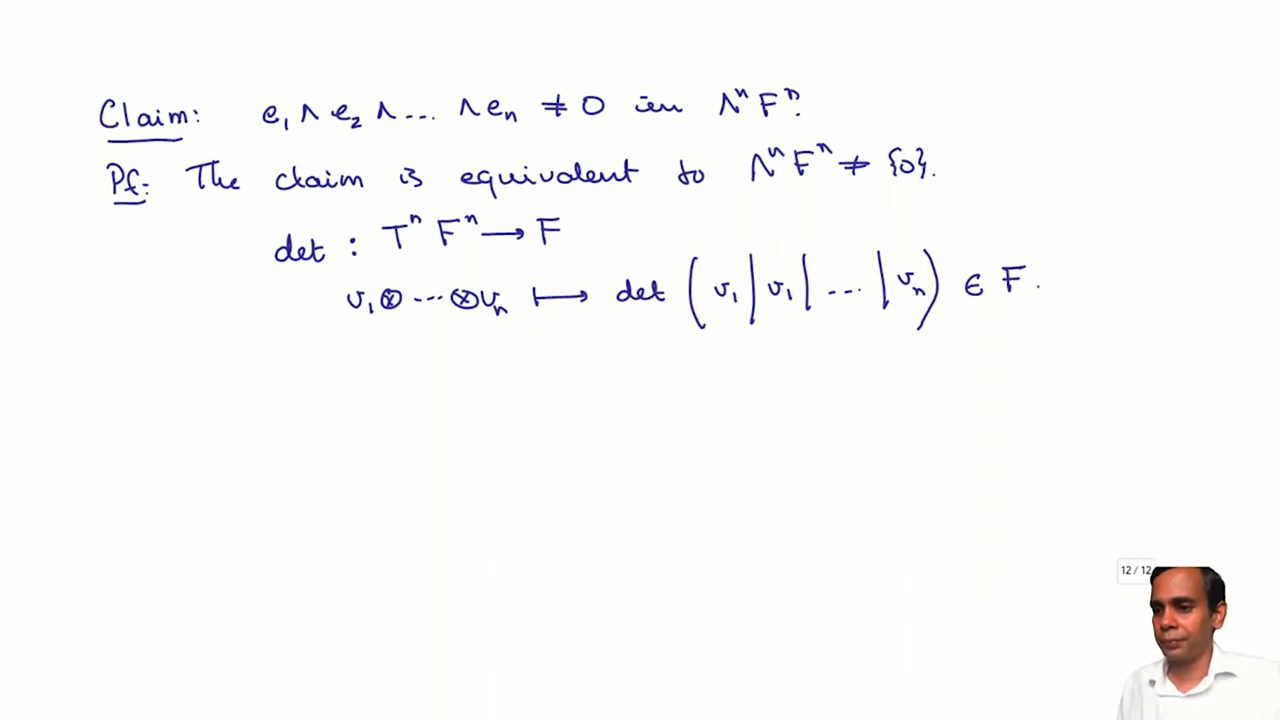 Claim: e₁ ∧ e₂ ∧ ... ∧ eₙ ≠ 0 in ΛⁿFⁿ.
Pf: The claim is equivalent to ΛⁿFⁿ ≠ {0}.
det : TⁿFⁿ ⟶ F
v₁ ⊗ ... ⊗ vₙ ⟼ det (v₁ | v₁ | ... | vₙ) ∈ F.
12 / 12